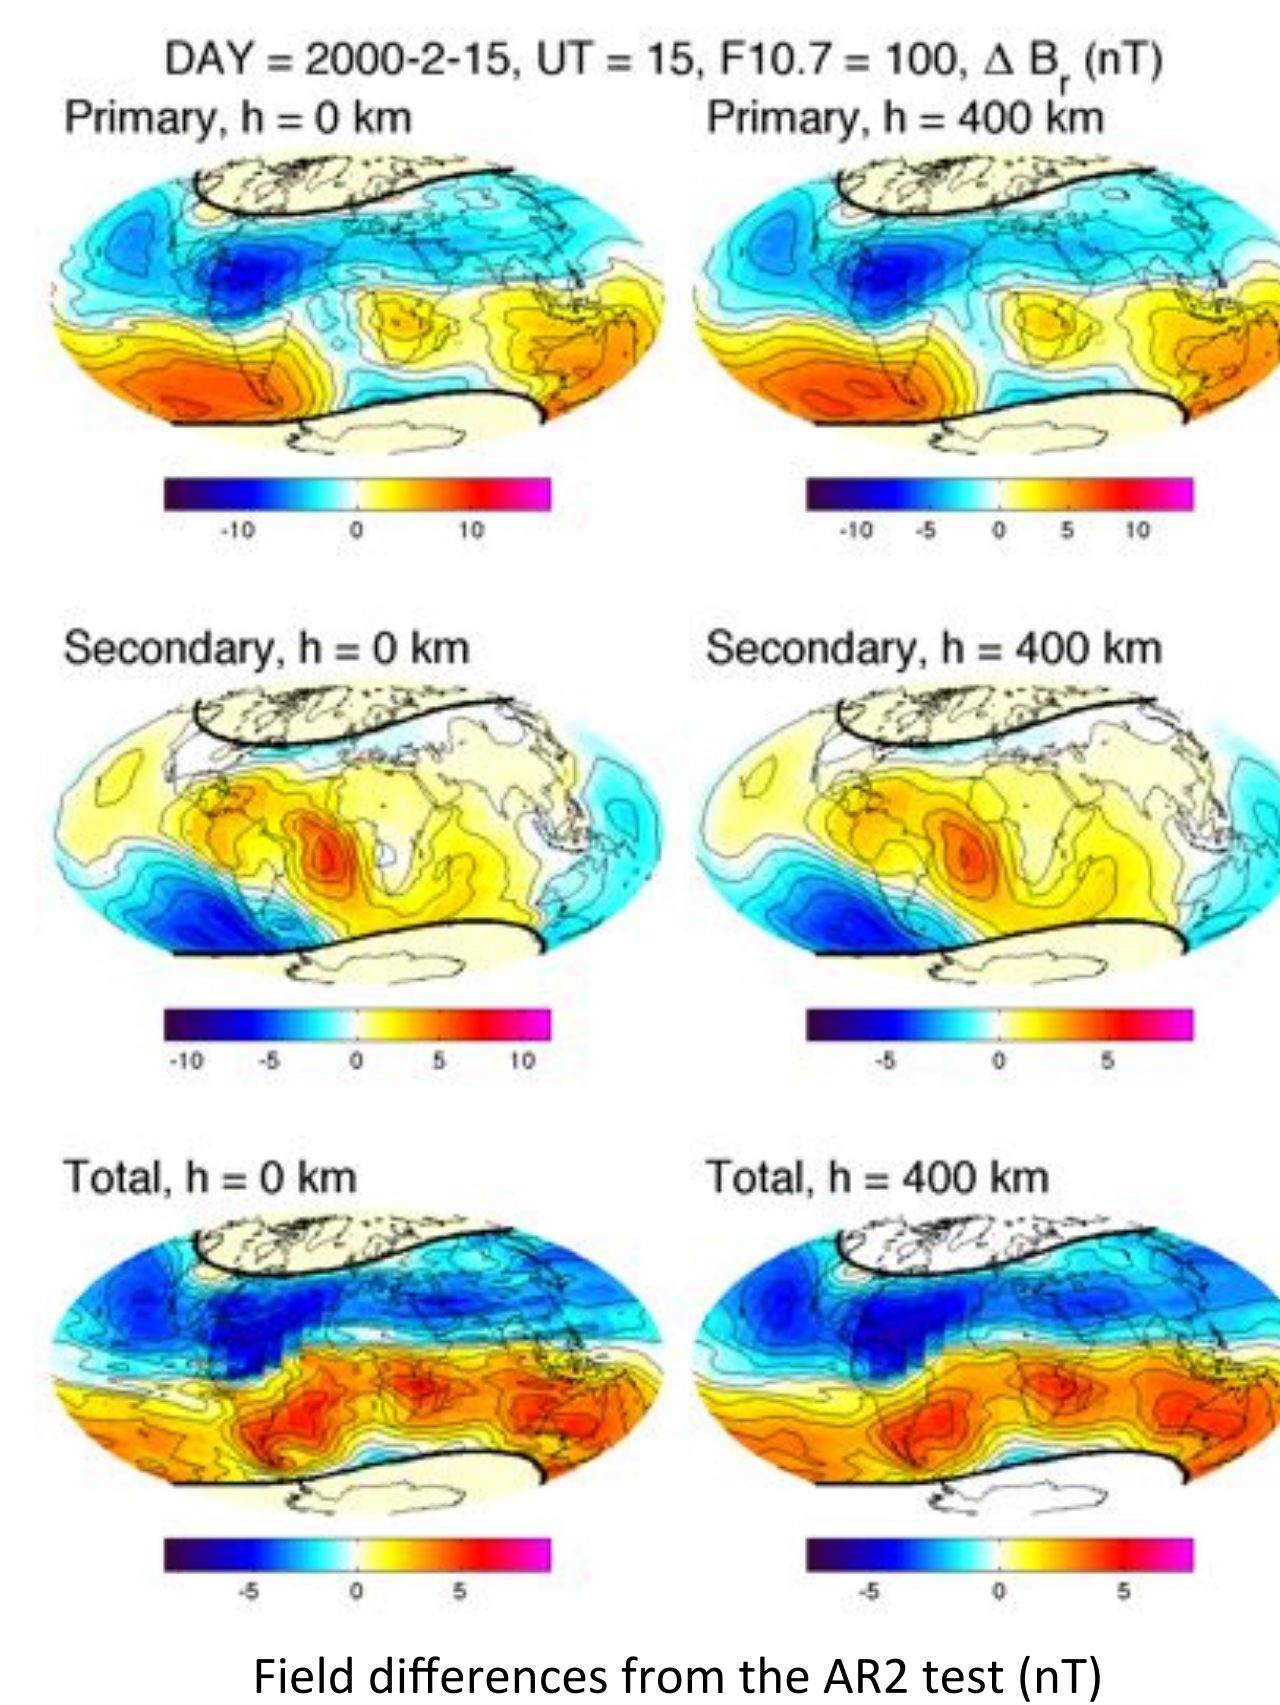 DAY = 2000-2-15, UT = 15, F10.7 = 100, Δ B_r (nT)
Primary, h = 0 km
Primary, h = 400 km
-10 0 10
-10 -5 0 5 10
Secondary, h = 0 km
Secondary, h = 400 km
-10 -5 0 5 10
-5 0 5
Total, h = 0 km
Total, h = 400 km
-5 0 5
-5 0 5
Field differences from the AR2 test (nT)